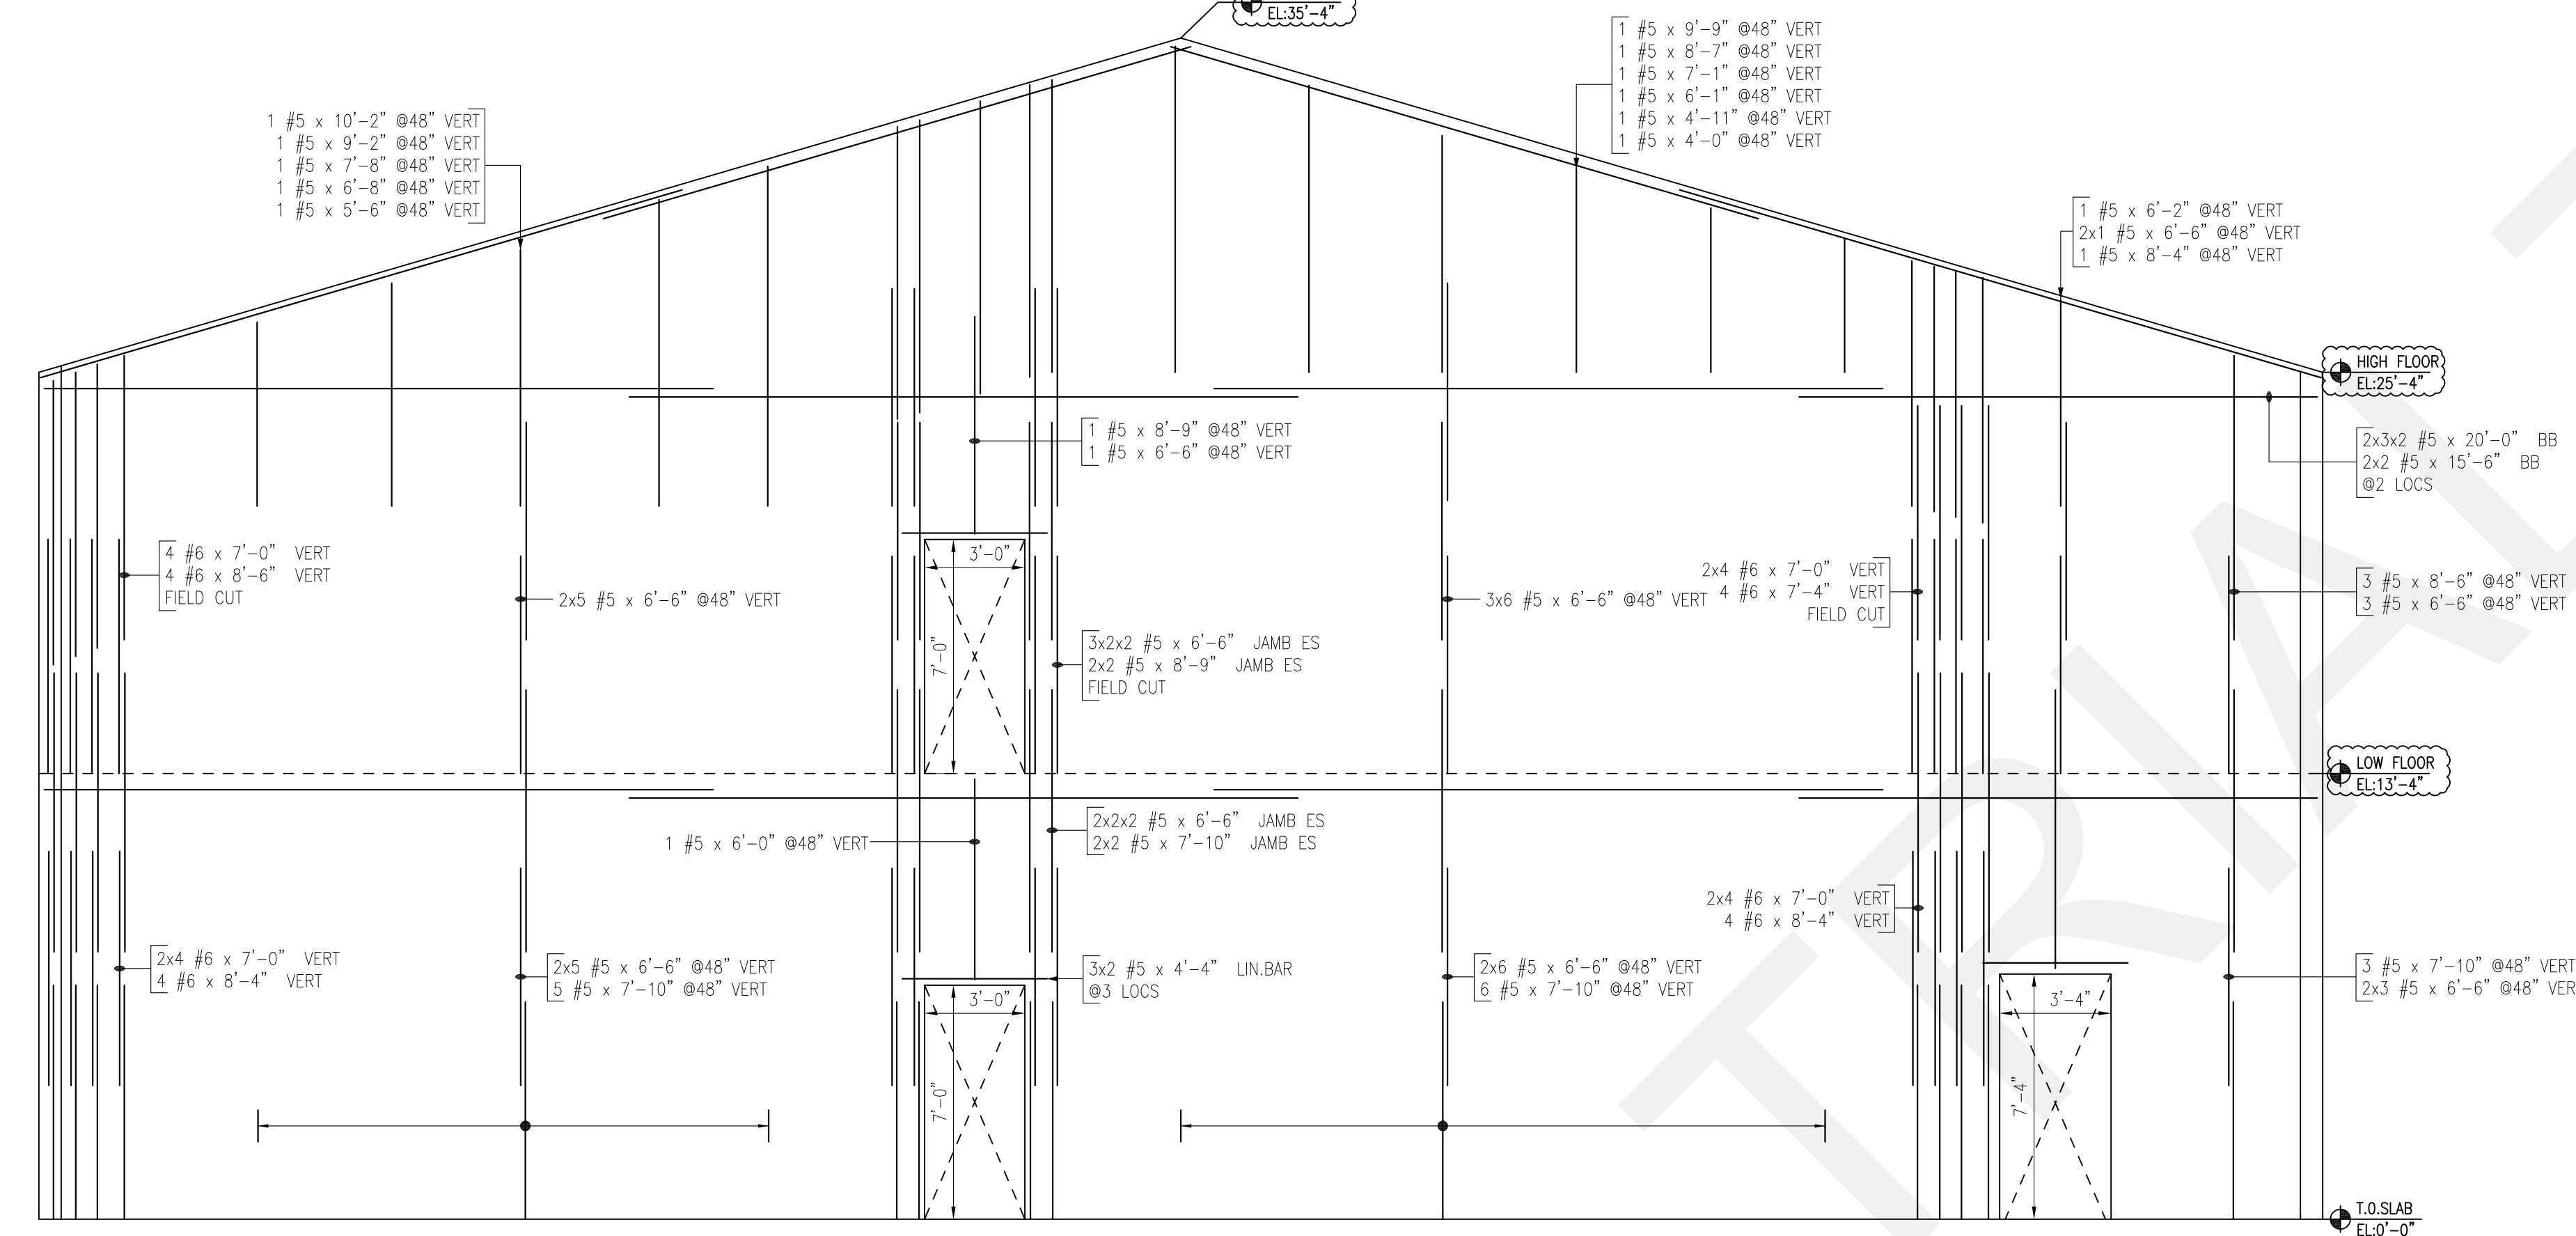 EL:35'-4"
1 #5 x 9'-9" @48" VERT
1 #5 x 8'-7" @48" VERT
1 #5 x 7'-1" @48" VERT
1 #5 x 6'-1" @48" VERT
1 #5 x 4'-11" @48" VERT
1 #5 x 4'-0" @48" VERT
1 #5 x 10'-2" @48" VERT
1 #5 x 9'-2" @48" VERT
1 #5 x 7'-8" @48" VERT
1 #5 x 6'-8" @48" VERT
1 #5 x 5'-6" @48" VERT
1 #5 x 6'-2" @48" VERT
2x1 #5 x 6'-6" @48" VERT
1 #5 x 8'-4" @48" VERT
HIGH FLOOR
EL:25'-4"
1 #5 x 8'-9" @48" VERT
1 #5 x 6'-6" @48" VERT
2x3x2 #5 x 20'-0" BB
2x2 #5 x 15'-6" BB
@2 LOCS
4 #6 x 7'-0" VERT
4 #6 x 8'-6" VERT
FIELD CUT
2x5 #5 x 6'-6" @48" VERT
3'-0"
7'-0"
3x6 #5 x 6'-6" @48" VERT
2x4 #6 x 7'-0" VERT
4 #6 x 7'-4" VERT
FIELD CUT
3 #5 x 8'-6" @48" VERT
3 #5 x 6'-6" @48" VERT
3x2x2 #5 x 6'-6" JAMB ES
2x2 #5 x 8'-9" JAMB ES
FIELD CUT
LOW FLOOR
EL:13'-4"
1 #5 x 6'-0" @48" VERT
2x2x2 #5 x 6'-6" JAMB ES
2x2 #5 x 7'-10" JAMB ES
2x4 #6 x 7'-0" VERT
4 #6 x 8'-4" VERT
2x4 #6 x 7'-0" VERT
4 #6 x 8'-4" VERT
2x5 #5 x 6'-6" @48" VERT
5 #5 x 7'-10" @48" VERT
3x2 #5 x 4'-4" LIN.BAR
@3 LOCS
3'-0"
7'-0"
2x6 #5 x 6'-6" @48" VERT
6 #5 x 7'-10" @48" VERT
3'-4"
7'-4"
3 #5 x 7'-10" @48" VERT
2x3 #5 x 6'-6" @48" VER
T.O.SLAB
EL:0'-0"
TRIAL